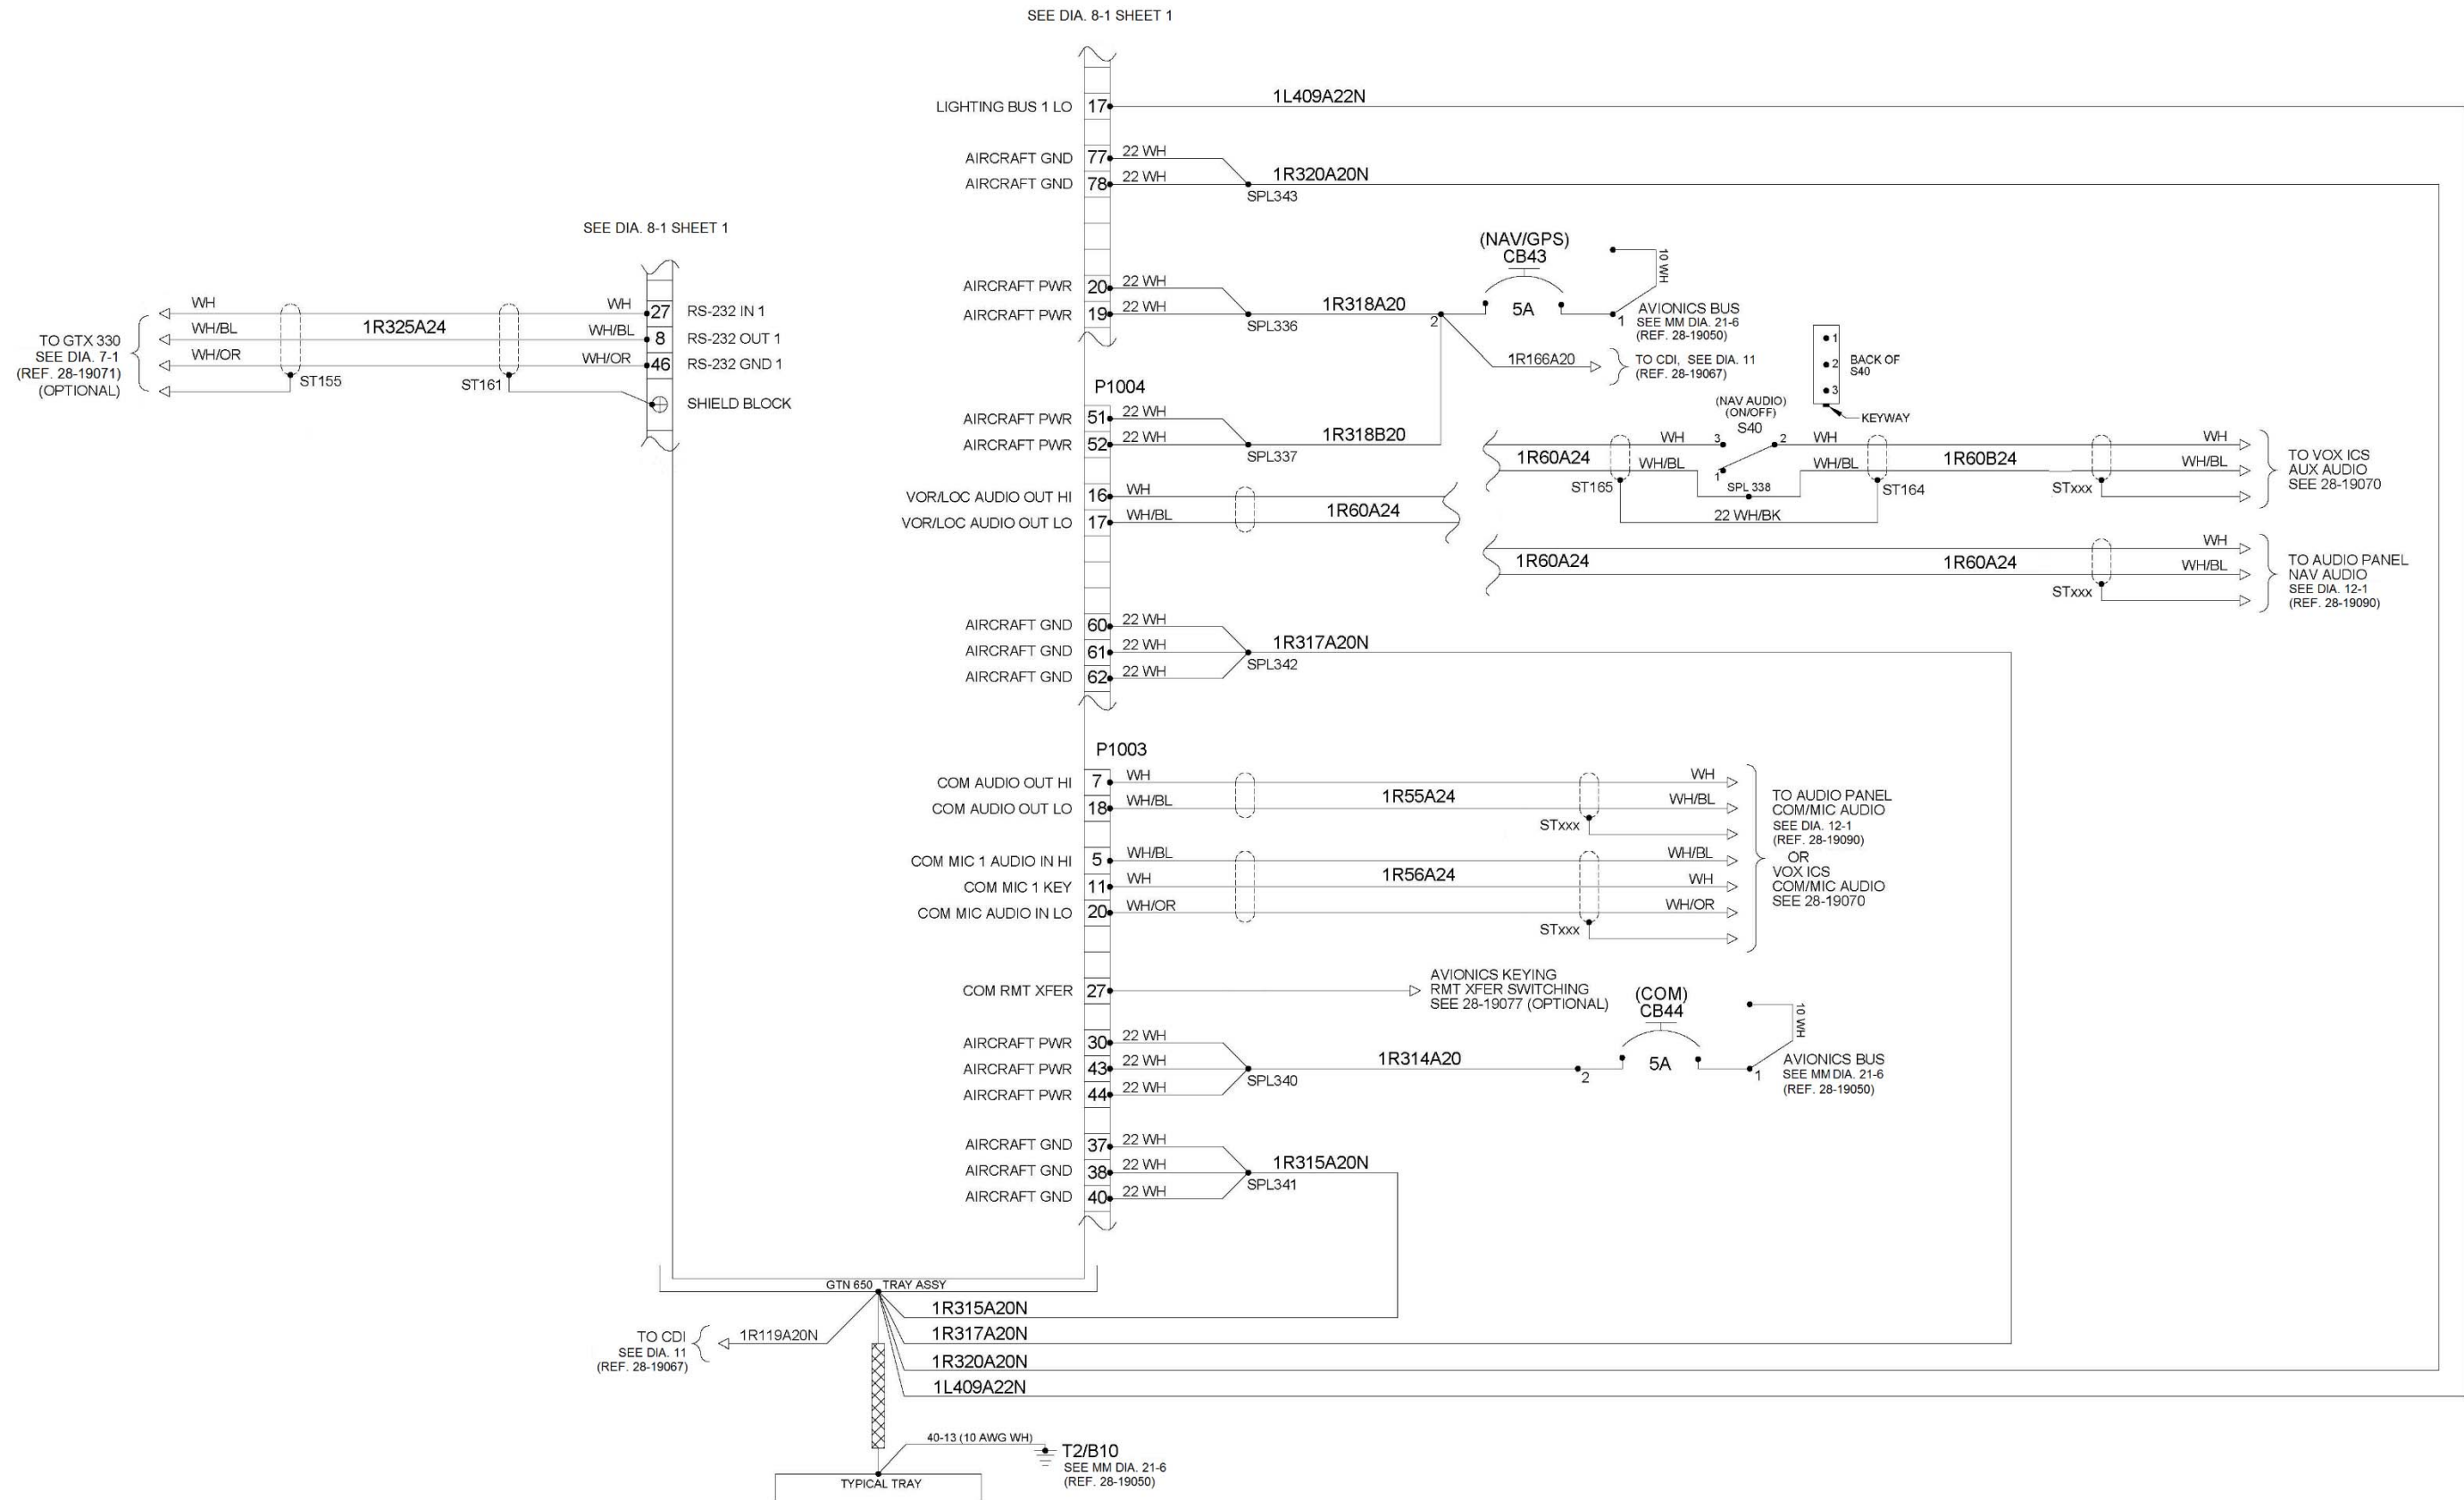 SEE DIA. 8-1 SHEET 1
LIGHTING BUS 1 LO 17 1L409A22N
AIRCRAFT GND 77 22 WH
AIRCRAFT GND 78 22 WH 1R320A20N
SPL343
SEE DIA. 8-1 SHEET 1
WH WH 27 RS-232 IN 1
WH/BL 1R325A24 WH/BL 8 RS-232 OUT 1
WH/OR WH/OR 46 RS-232 GND 1
TO GTX 330
SEE DIA. 7-1
(REF. 28-19071)
(OPTIONAL)
ST155
ST161
SHIELD BLOCK
(NAV/GPS)
CB43
10 WH
AIRCRAFT PWR 20 22 WH
AIRCRAFT PWR 19 22 WH 1R318A20 2 5A 1
SPL336
AVIONICS BUS
SEE MM DIA. 21-6
(REF. 28-19050)
1R166A20
TO CDI, SEE DIA. 11
(REF. 28-19067)
1
2
3
BACK OF
S40
KEYWAY
P1004
AIRCRAFT PWR 51 22 WH
AIRCRAFT PWR 52 22 WH 1R318B20
SPL337
(NAV AUDIO)
(ON/OFF)
S40
WH 3 2 WH WH
1R60A24 WH/BL 1 WH/BL 1R60B24 WH/BL
ST165 SPL 338 ST164 STxxx
22 WH/BK
TO VOX ICS
AUX AUDIO
SEE 28-19070
VOR/LOC AUDIO OUT HI 16 WH
VOR/LOC AUDIO OUT LO 17 WH/BL 1R60A24
WH
1R60A24 1R60A24 WH/BL
STxxx
TO AUDIO PANEL
NAV AUDIO
SEE DIA. 12-1
(REF. 28-19090)
AIRCRAFT GND 60 22 WH
AIRCRAFT GND 61 22 WH 1R317A20N
SPL342
AIRCRAFT GND 62 22 WH
P1003
COM AUDIO OUT HI 7 WH WH
COM AUDIO OUT LO 18 WH/BL 1R55A24 WH/BL
STxxx
COM MIC 1 AUDIO IN HI 5 WH/BL WH/BL
COM MIC 1 KEY 11 WH 1R56A24 WH
COM MIC AUDIO IN LO 20 WH/OR WH/OR
STxxx
TO AUDIO PANEL
COM/MIC AUDIO
SEE DIA. 12-1
(REF. 28-19090)
OR
VOX ICS
COM/MIC AUDIO
SEE 28-19070
COM RMT XFER 27
AVIONICS KEYING
RMT XFER SWITCHING
SEE 28-19077 (OPTIONAL)
(COM)
CB44
10 WH
AIRCRAFT PWR 30 22 WH
AIRCRAFT PWR 43 22 WH 1R314A20 2 5A 1
SPL340
AIRCRAFT PWR 44 22 WH
AVIONICS BUS
SEE MM DIA. 21-6
(REF. 28-19050)
AIRCRAFT GND 37 22 WH
AIRCRAFT GND 38 22 WH 1R315A20N
SPL341
AIRCRAFT GND 40 22 WH
GTN 650 TRAY ASSY
1R315A20N
1R317A20N
1R320A20N
1L409A22N
TO CDI
SEE DIA. 11
(REF. 28-19067)
1R119A20N
40-13 (10 AWG WH)
T2/B10
SEE MM DIA. 21-6
(REF. 28-19050)
TYPICAL TRAY